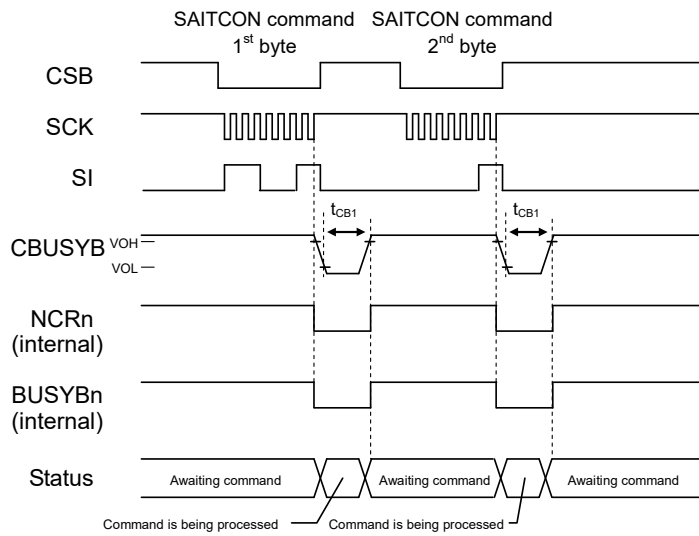 SAITCON command
1st byte
SAITCON command
2nd byte
CSB
SCK
SI
tCB1
tCB1
CBUSYB
VOH
VOL
NCRn
(internal)
BUSYBn
(internal)
Status
Awaiting command
Awaiting command
Awaiting command
Command is being processed
Command is being processed